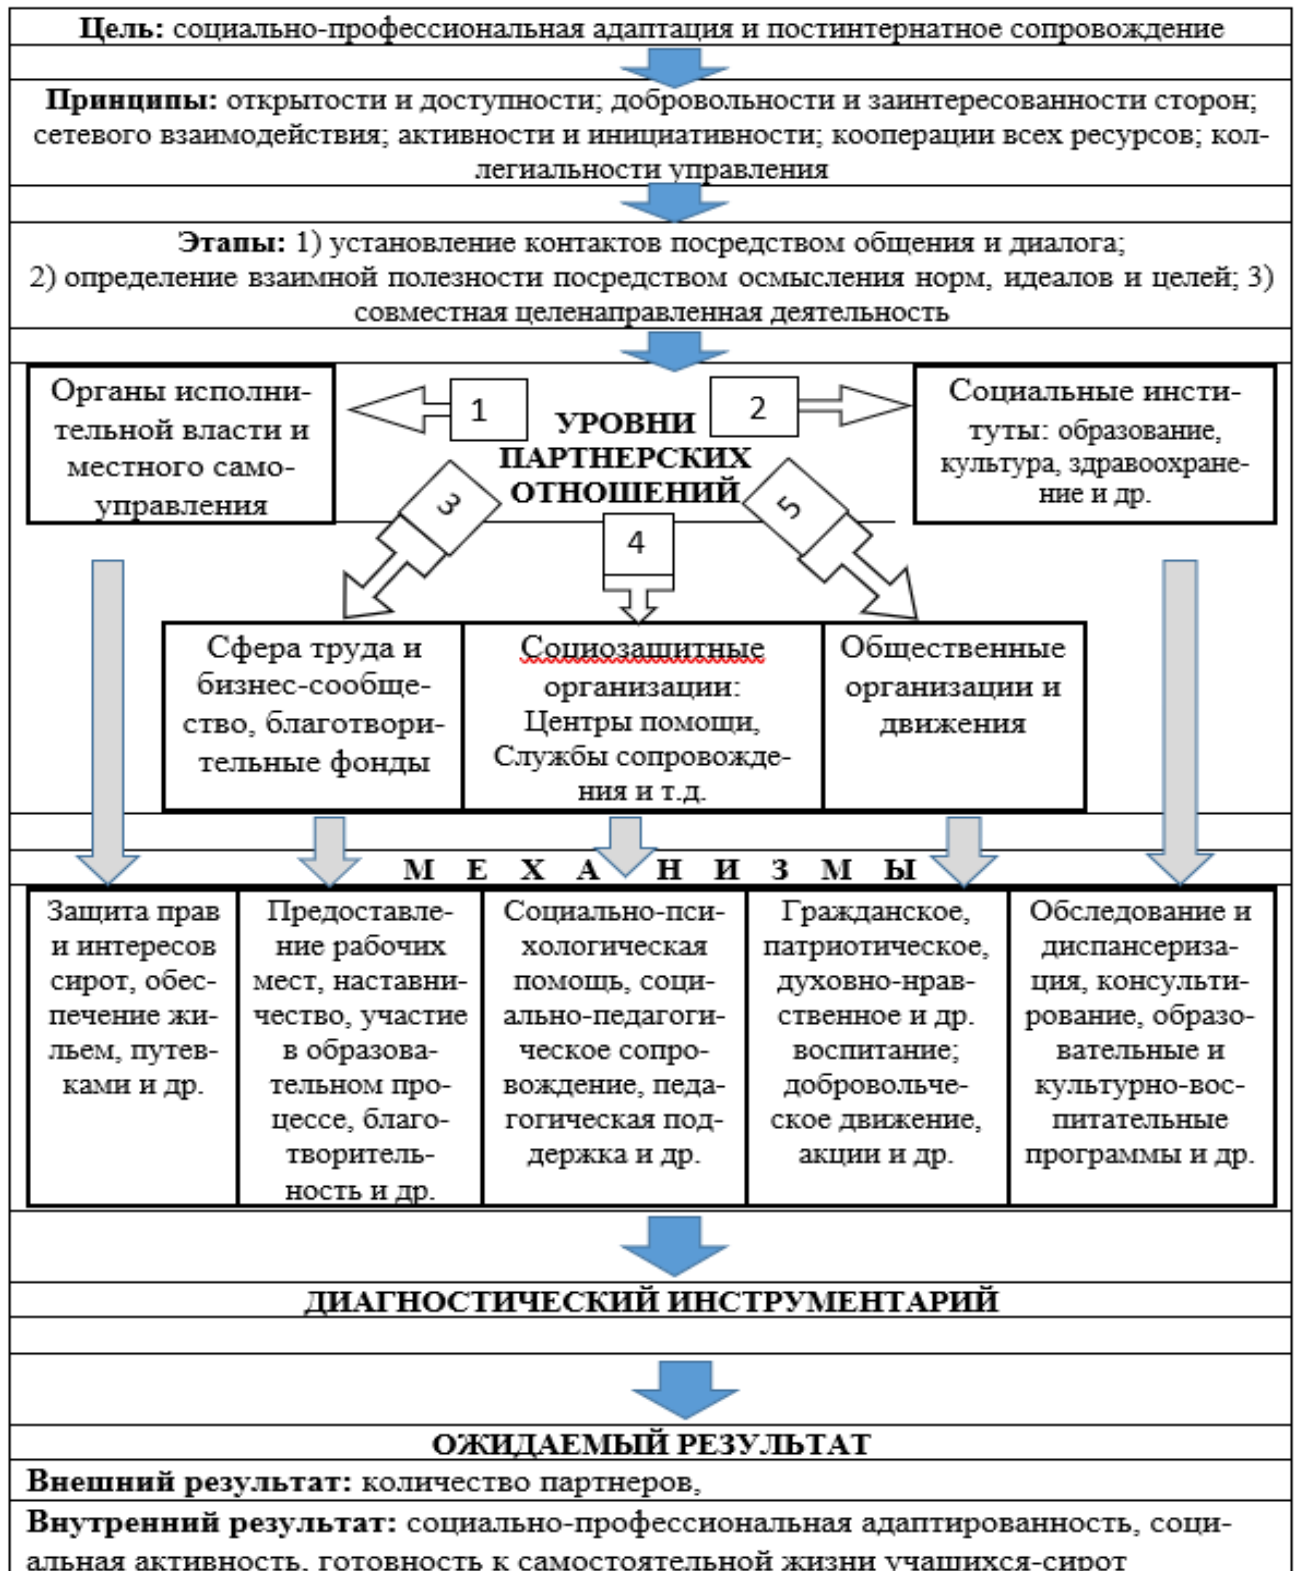 Цель: социально-профессиональная адаптация и постинтернатное сопровождение
Принципы: открытости и доступности; добровольности и заинтересованности сторон;
сетевого взаимодействия; активности и инициативности; кооперации всех ресурсов; кол-
легиальности управления
Этапы: 1) установление контактов посредством общения и диалога;
2) определение взаимной полезности посредством осмысления норм, идеалов и целей; 3)
совместная целенаправленная деятельность
Органы исполни-
тельной власти и
местного само-
управления
1
УРОВНИ
ПАРТНЕРСКИХ
ОТНОШЕНИЙ
2
Социальные инсти-
туты: образование,
культура, здравоохране-
ние и др.
3
4
5
Сфера труда и
бизнес-сообще-
ство, благотвори-
тельные фонды
Социозащитные
организации:
Центры помощи,
Службы сопровожде-
ния и т.д.
Общественные
организации и
движения
М Е Х А Н И З М Ы
Защита прав
и интересов
сирот, обес-
печение жи-
льем, путев-
ками и др.
Предоставле-
ние рабочих
мест, наставни-
чество, участие
в образова-
тельном про-
цессе, благо-
творитель-
ность и др.
Социально-пси-
хологическая
помощь, соци-
ально-педагоги-
ческое сопро-
вождение, педа-
гогическая под-
держка и др.
Гражданское,
патриотическое,
духовно-нрав-
ственное и др.
воспитание;
добровольче-
ское движение,
акции и др.
Обследование и
диспансериза-
ция, консульти-
рование, образо-
вательные и
культурно-вос-
питательные
программы и др.
ДИАГНОСТИЧЕСКИЙ ИНСТРУМЕНТАРИЙ
ОЖИДАЕМЫЙ РЕЗУЛЬТАТ
Внешний результат: количество партнеров,
Внутренний результат: социально-профессиональная адаптированность, соци-
альная активность, готовность к самостоятельной жизни учащихся-сирот